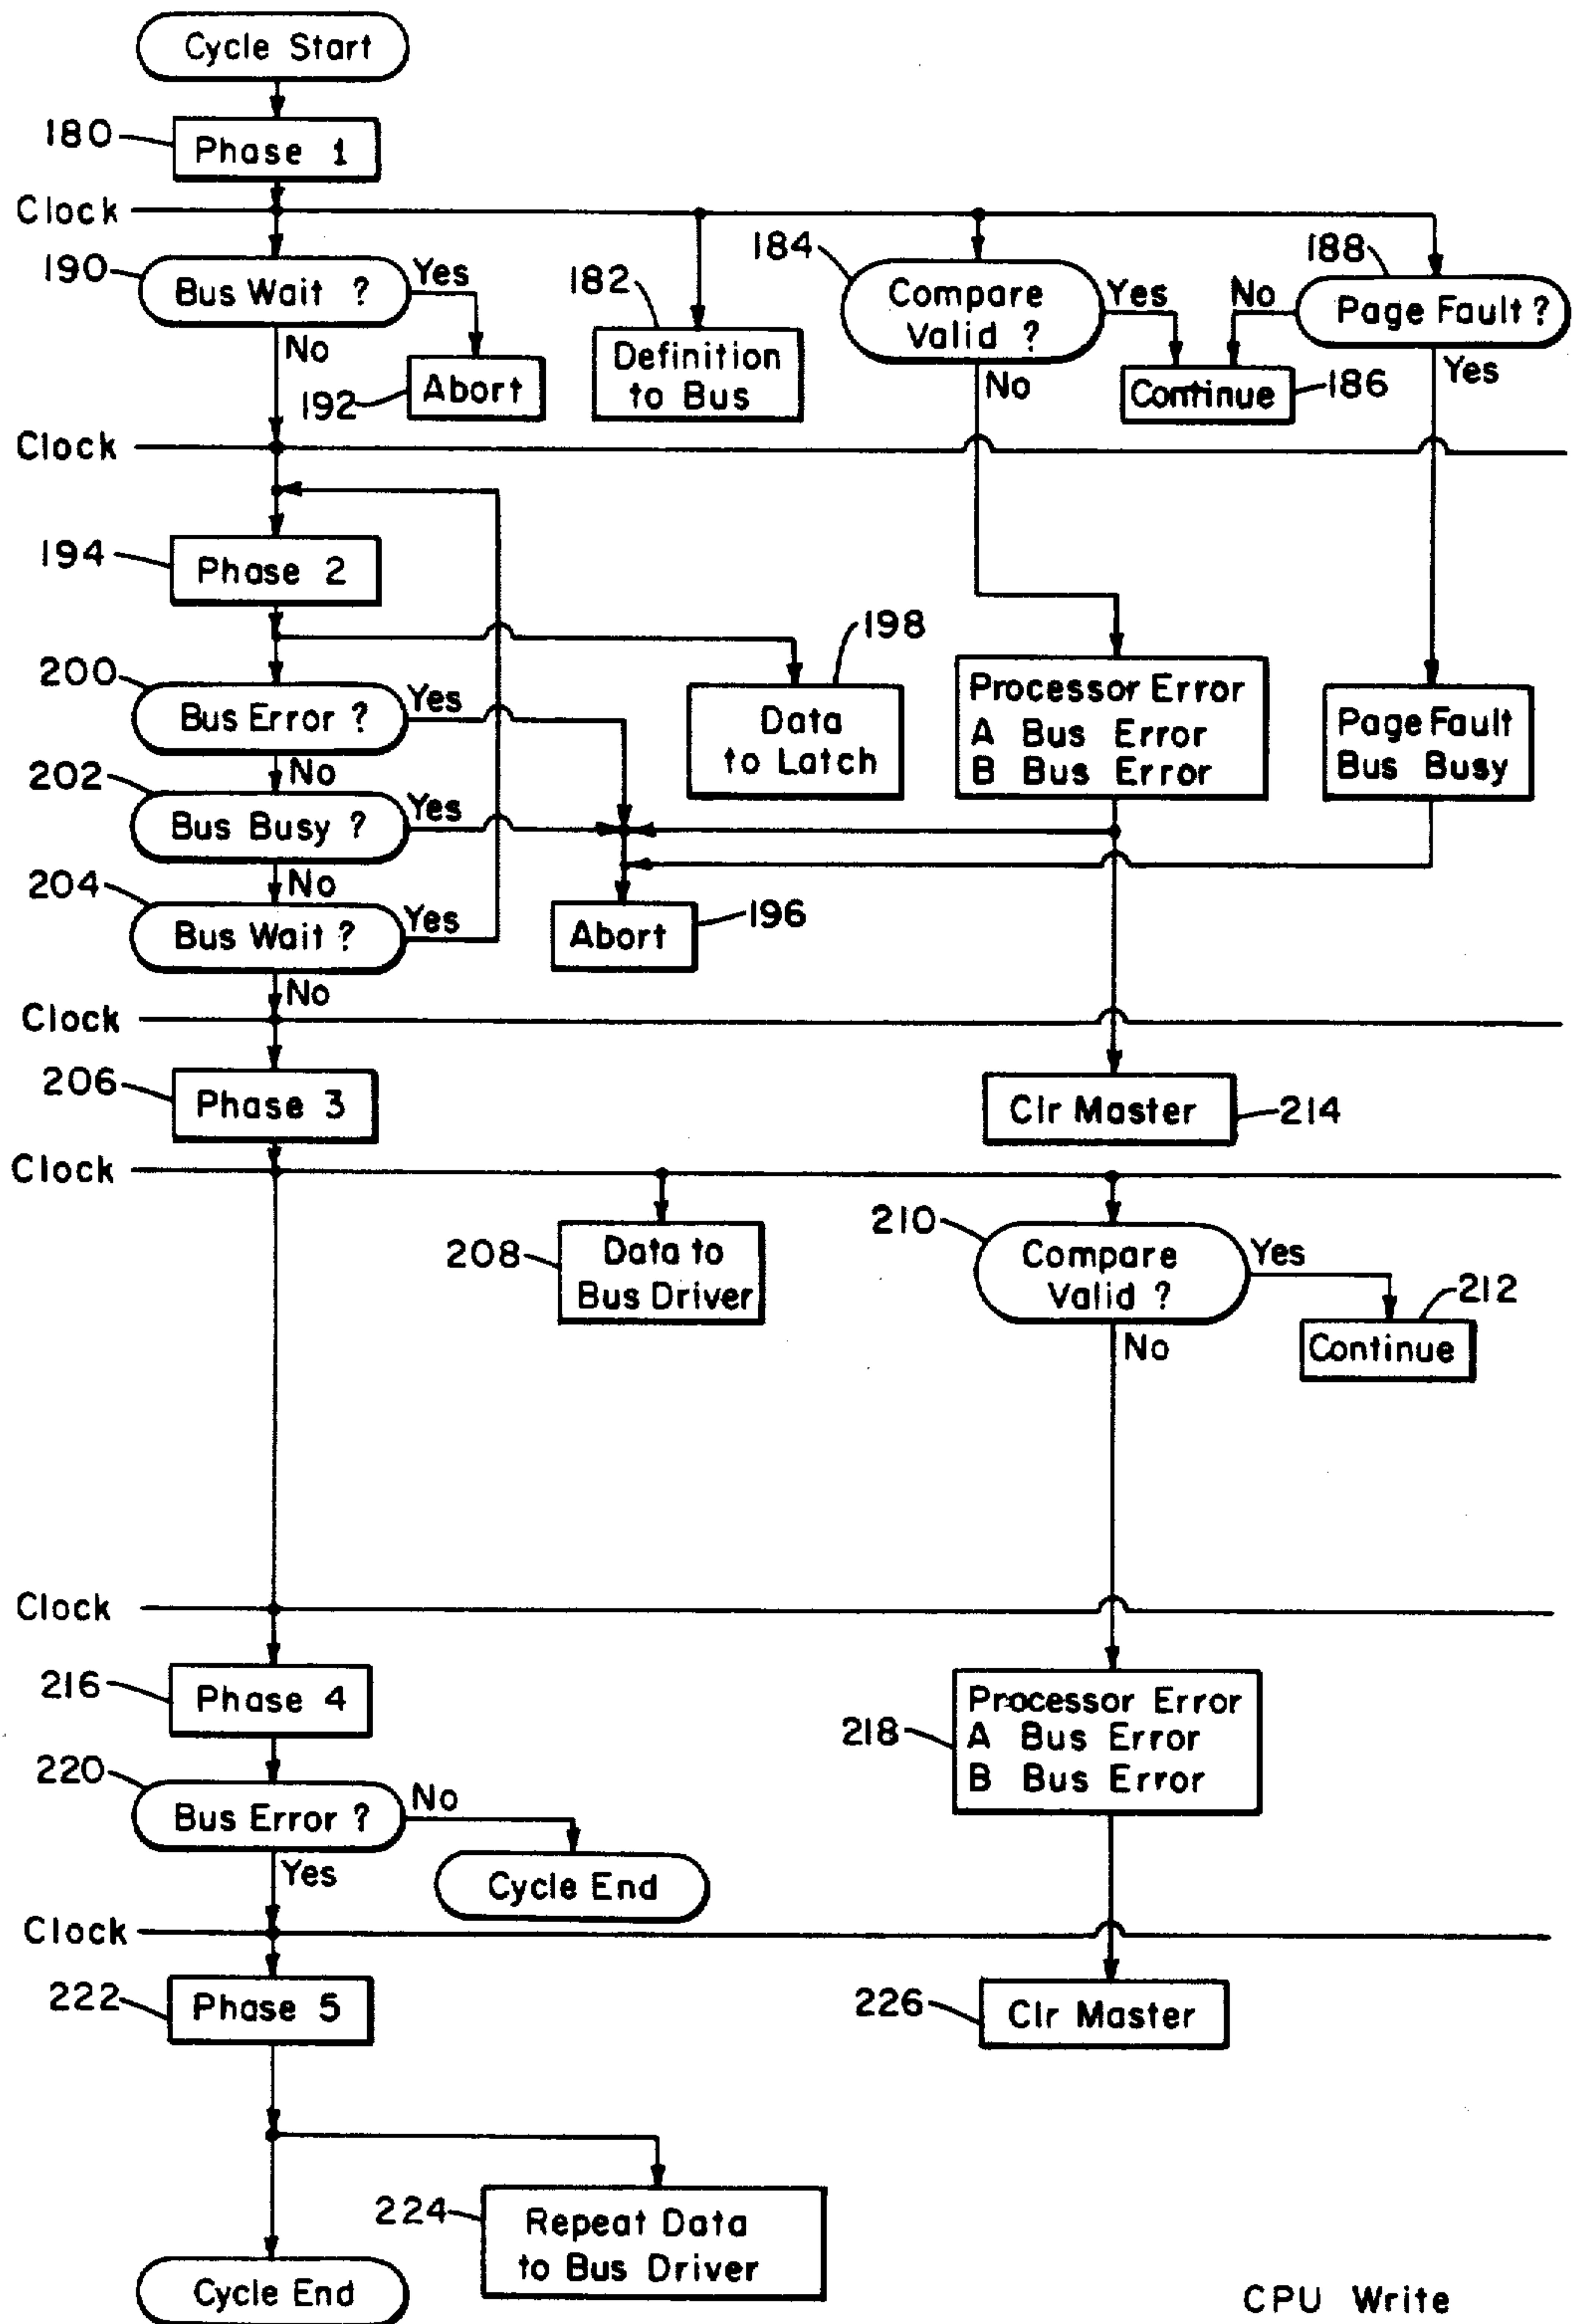 Cycle Start
180
Phase 1
Clock
190
Bus Wait ?
Yes
No
192
Abort
182
Definition
to Bus
184
Compare
Valid ?
Yes
No
188
Page Fault ?
No
Yes
Continue
186
Clock
194
Phase 2
198
Data
to Latch
200
Bus Error ?
Yes
No
202
Bus Busy ?
Yes
No
204
Bus Wait ?
Yes
No
Abort
196
Processor Error
A Bus Error
B Bus Error
Page Fault
Bus Busy
Clock
206
Phase 3
Clr Master
214
Clock
208
Data to
Bus Driver
210
Compare
Valid ?
Yes
No
212
Continue
Clock
216
Phase 4
218
Processor Error
A Bus Error
B Bus Error
220
Bus Error ?
No
Yes
Cycle End
Clock
222
Phase 5
226
Clr Master
224
Repeat Data
to Bus Driver
Cycle End
CPU Write